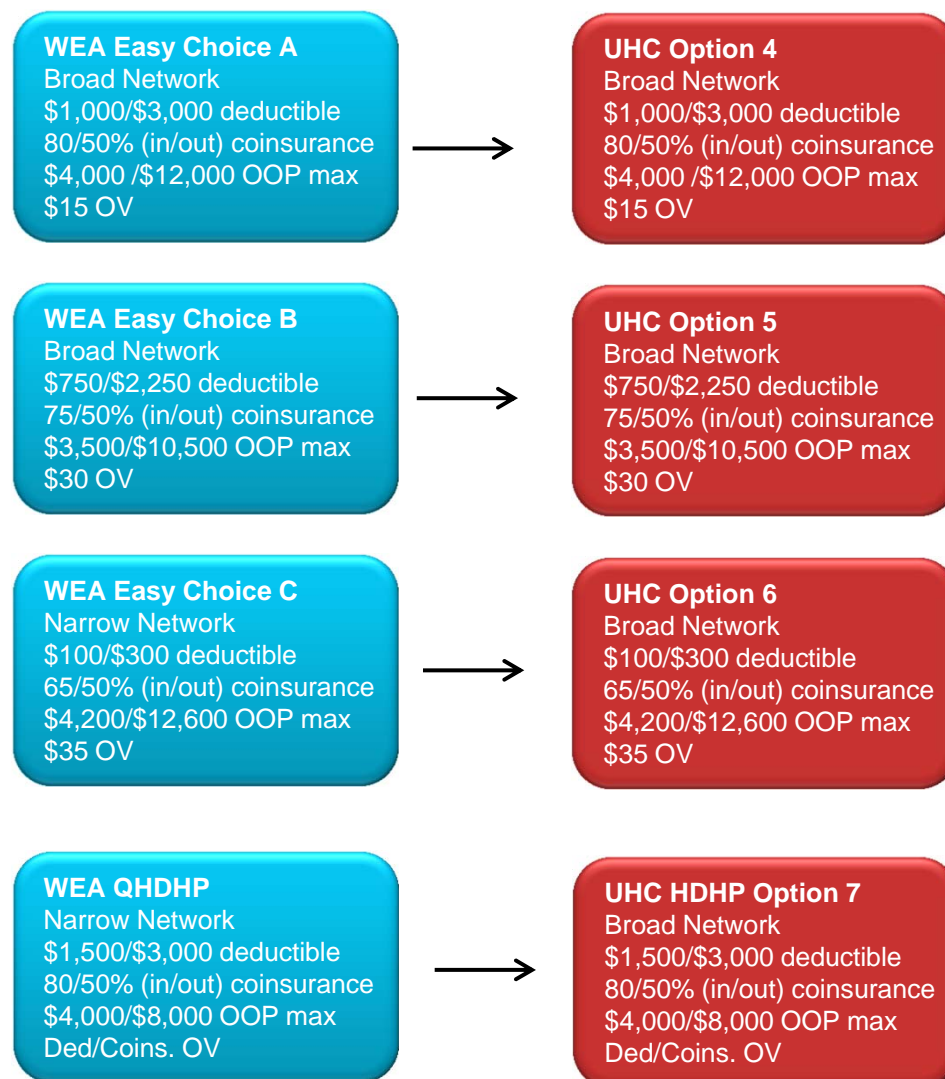 WEA Easy Choice A
Broad Network
$1,000/$3,000 deductible
80/50% (in/out) coinsurance
$4,000 /$12,000 OOP max
$15 OV
UHC Option 4
Broad Network
$1,000/$3,000 deductible
80/50% (in/out) coinsurance
$4,000 /$12,000 OOP max
$15 OV
WEA Easy Choice B
Broad Network
$750/$2,250 deductible
75/50% (in/out) coinsurance
$3,500/$10,500 OOP max
$30 OV
UHC Option 5
Broad Network
$750/$2,250 deductible
75/50% (in/out) coinsurance
$3,500/$10,500 OOP max
$30 OV
WEA Easy Choice C
Narrow Network
$100/$300 deductible
65/50% (in/out) coinsurance
$4,200/$12,600 OOP max
$35 OV
UHC Option 6
Broad Network
$100/$300 deductible
65/50% (in/out) coinsurance
$4,200/$12,600 OOP max
$35 OV
WEA QHDHP
Narrow Network
$1,500/$3,000 deductible
80/50% (in/out) coinsurance
$4,000/$8,000 OOP max
Ded/Coins. OV
UHC HDHP Option 7
Broad Network
$1,500/$3,000 deductible
80/50% (in/out) coinsurance
$4,000/$8,000 OOP max
Ded/Coins. OV